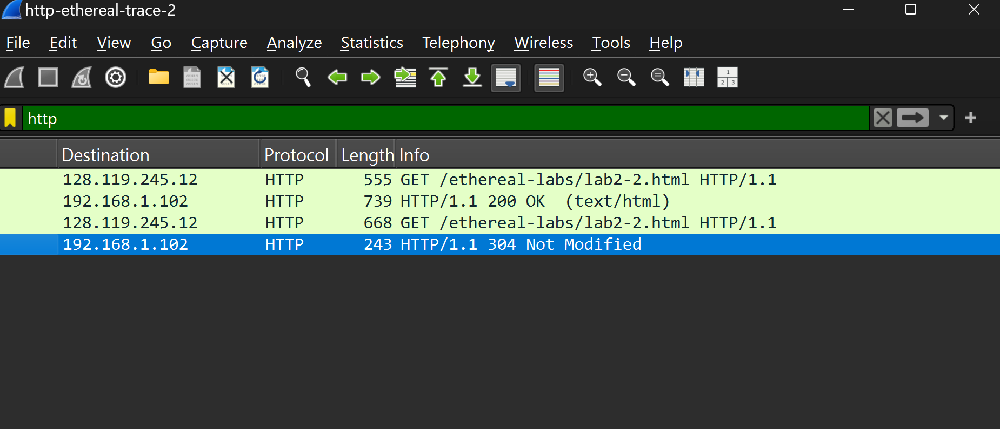 http-ethereal-trace-2
File Edit View Go Capture Analyze Statistics Telephony Wireless Tools Help
http
Destination Protocol Length Info
128.119.245.12 HTTP 555 GET /ethereal-labs/lab2-2.html HTTP/1.1
192.168.1.102 HTTP 739 HTTP/1.1 200 OK  (text/html)
128.119.245.12 HTTP 668 GET /ethereal-labs/lab2-2.html HTTP/1.1
192.168.1.102 HTTP 243 HTTP/1.1 304 Not Modified